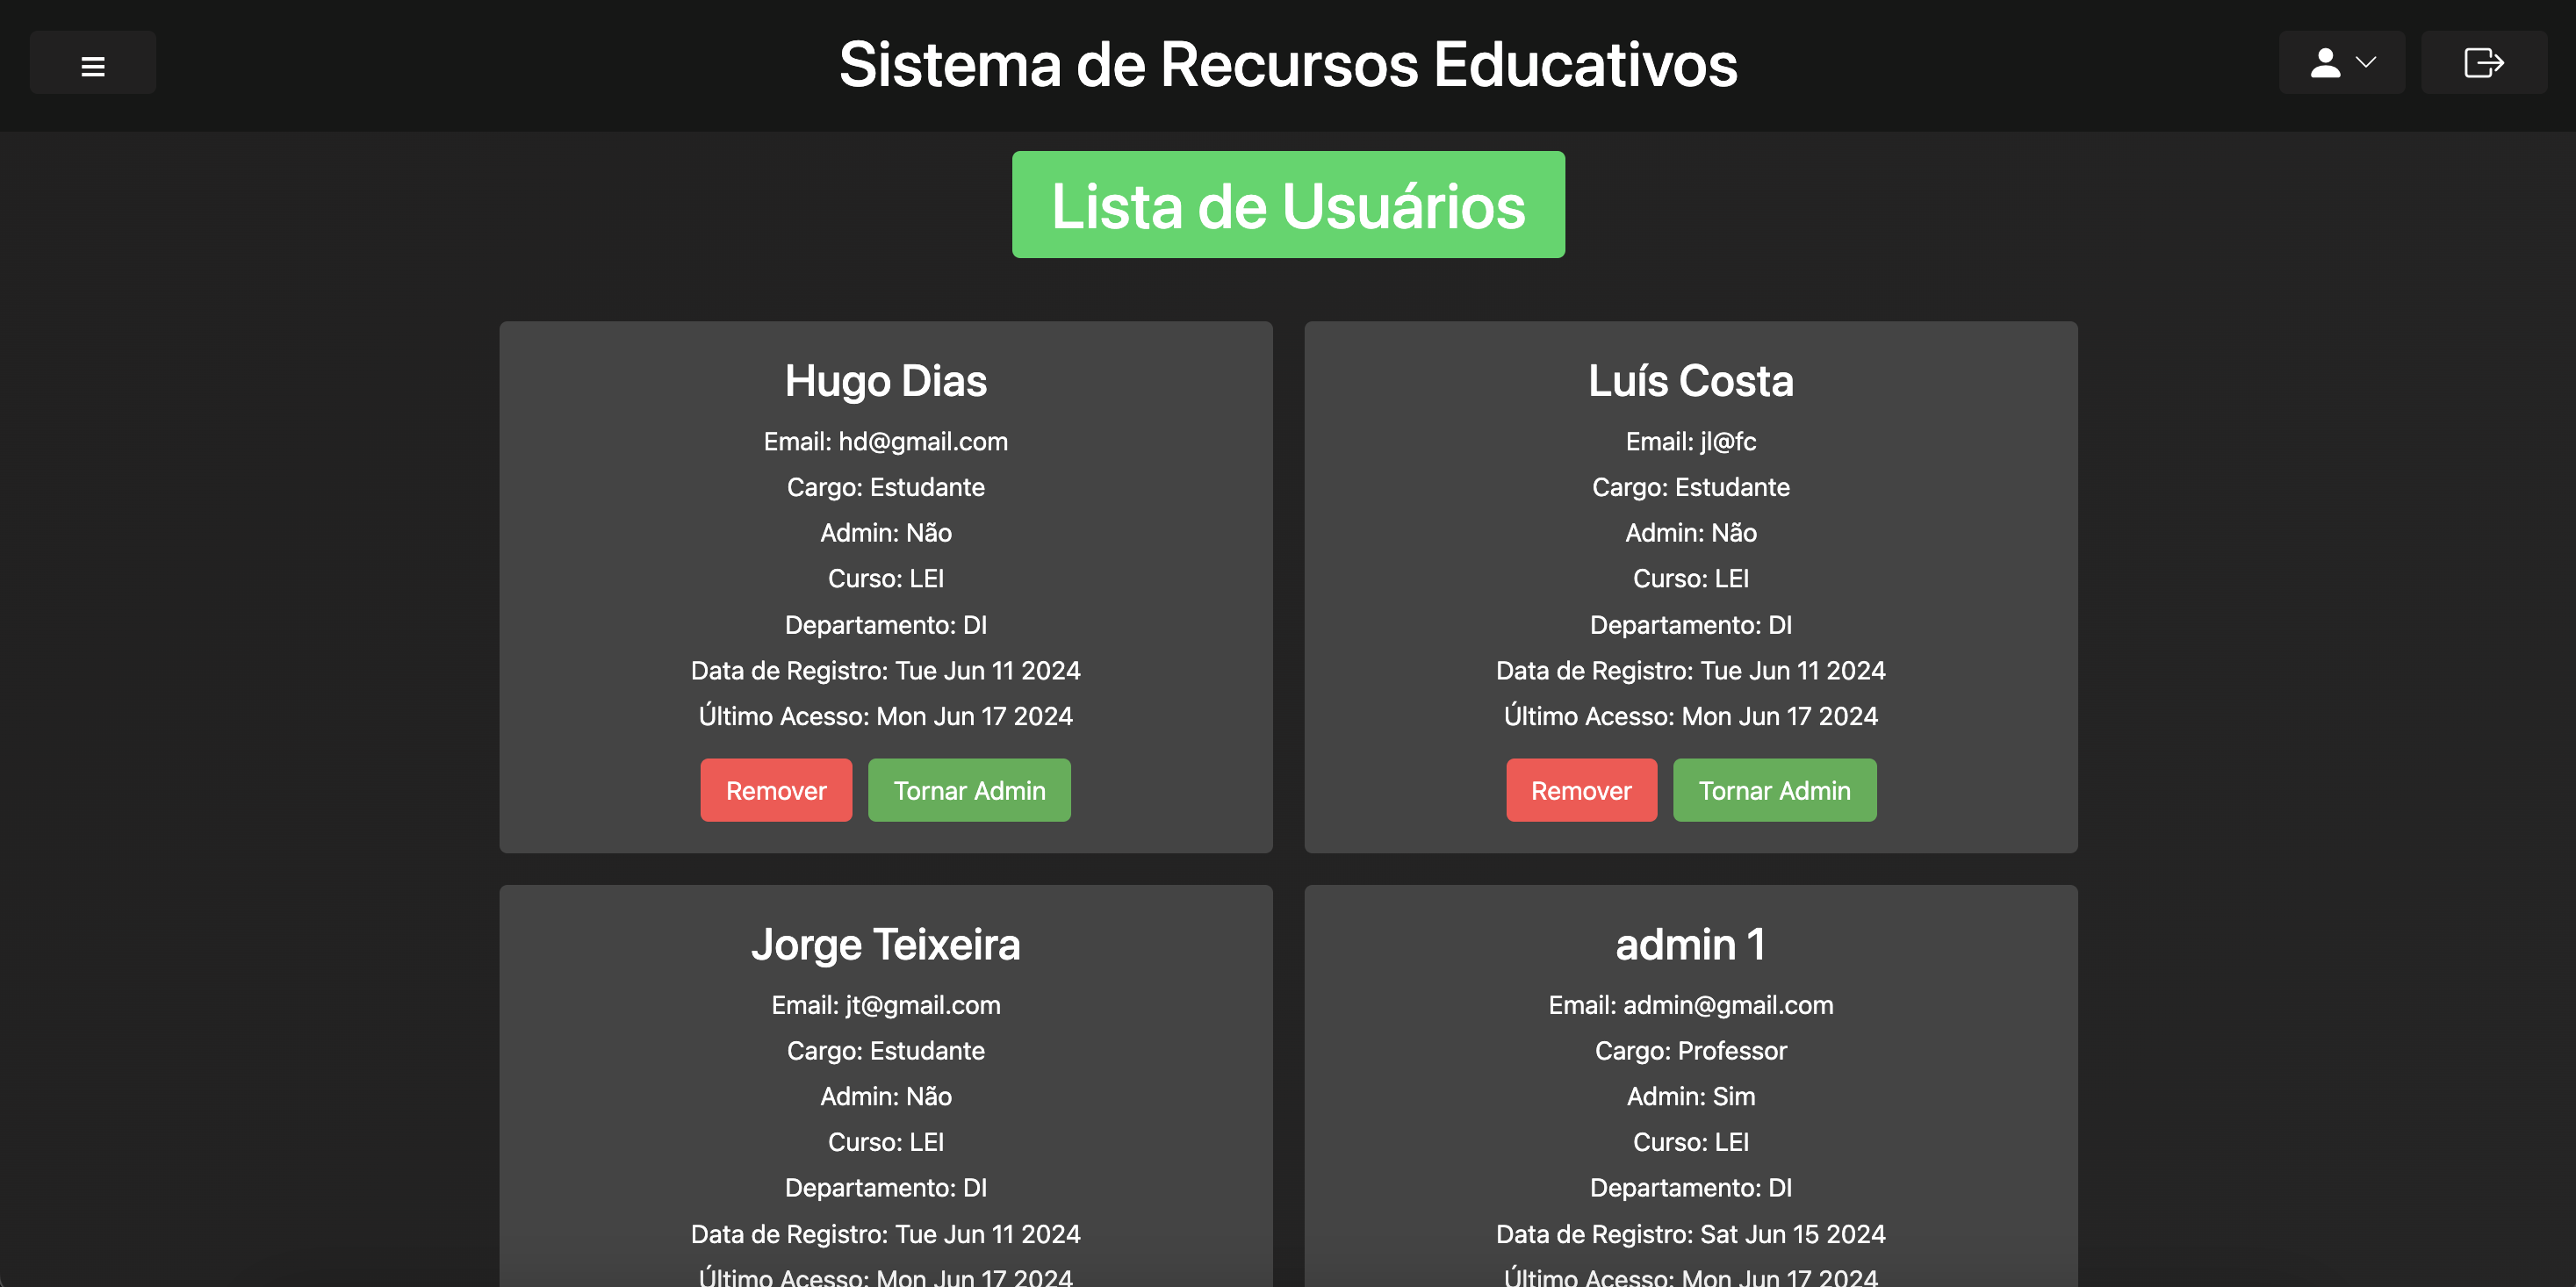 Sistema de Recursos Educativos
Lista de Usuários
Hugo Dias
Email: hd@gmail.com
Cargo: Estudante
Admin: Não
Curso: LEI
Departamento: DI
Data de Registro: Tue Jun 11 2024
Último Acesso: Mon Jun 17 2024
Remover Tornar Admin
Luís Costa
Email: jl@fc
Cargo: Estudante
Admin: Não
Curso: LEI
Departamento: DI
Data de Registro: Tue Jun 11 2024
Último Acesso: Mon Jun 17 2024
Remover Tornar Admin
Jorge Teixeira
Email: jt@gmail.com
Cargo: Estudante
Admin: Não
Curso: LEI
Departamento: DI
Data de Registro: Tue Jun 11 2024
Último Acesso: Mon Jun 17 2024
admin 1
Email: admin@gmail.com
Cargo: Professor
Admin: Sim
Curso: LEI
Departamento: DI
Data de Registro: Sat Jun 15 2024
Último Acesso: Mon Jun 17 2024